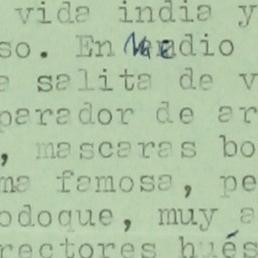 vida india y
so. En medio
a salita de v
parador de ar
, mascaras bo
ma famosa, pe
odoque, muy a
rectores hués